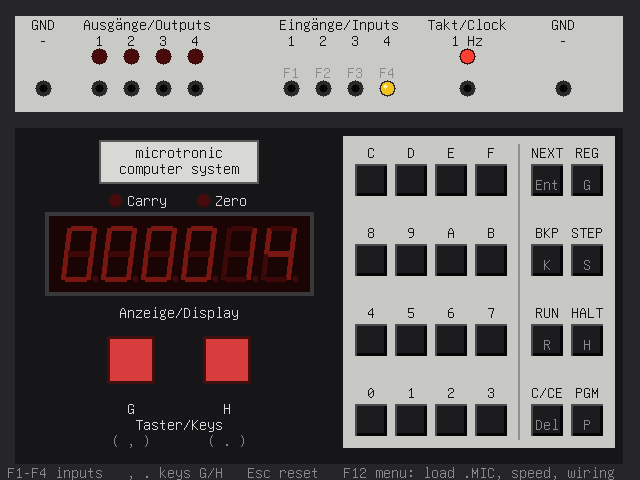 GND Ausgänge/Outputs Eingänge/Inputs Takt/Clock GND
- 1 2 3 4 1 2 3 4 1 Hz -
F1 F2 F3 F4
microtronic
computer system
Carry Zero
000014
Anzeige/Display
G H
Taster/Keys
( , ) ( . )
C D E F NEXT REG
Ent G
8 9 A B BKP STEP
K S
4 5 6 7 RUN HALT
R H
0 1 2 3 C/CE PGM
Del P
F1-F4 inputs , . keys G/H Esc reset F12 menu: load .MIC, speed, wiring